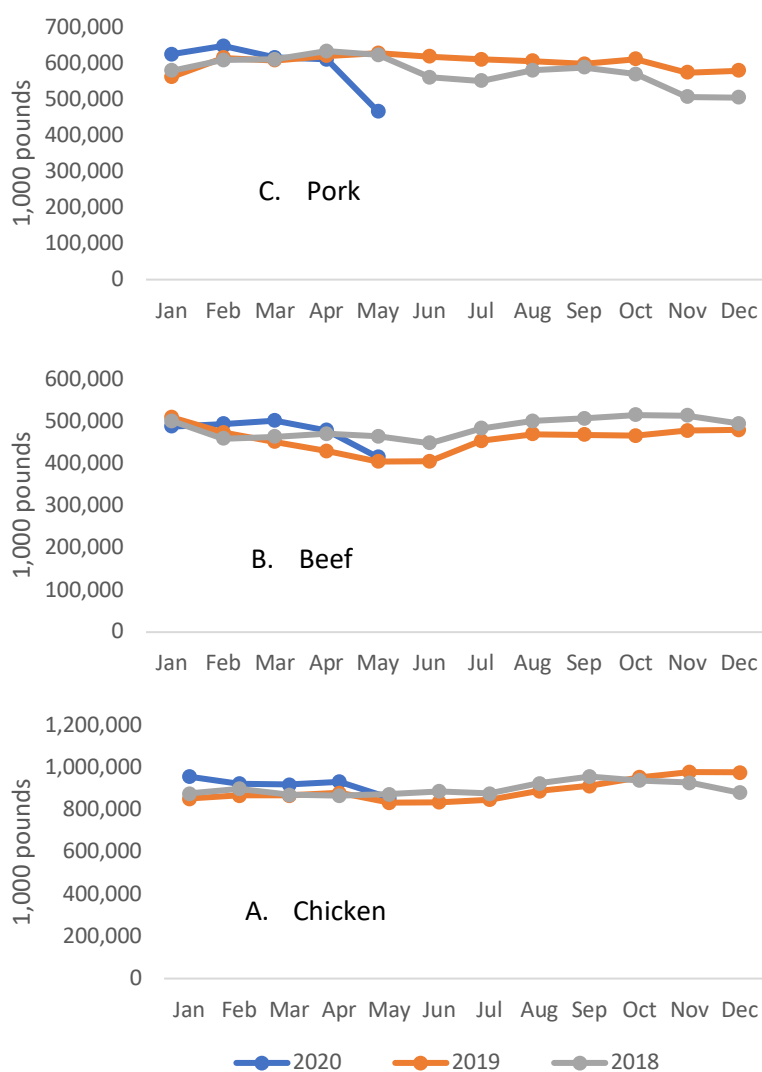 700,000
600,000
500,000
400,000
300,000
200,000
100,000
0
1,000 pounds
C. Pork
Jan Feb Mar Apr May Jun Jul Aug Sep Oct Nov Dec
600,000
500,000
400,000
300,000
200,000
100,000
0
1,000 pounds
B. Beef
Jan Feb Mar Apr May Jun Jul Aug Sep Oct Nov Dec
1,200,000
1,000,000
800,000
600,000
400,000
200,000
0
1,000 pounds
A. Chicken
Jan Feb Mar Apr May Jun Jul Aug Sep Oct Nov Dec
2020 2019 2018